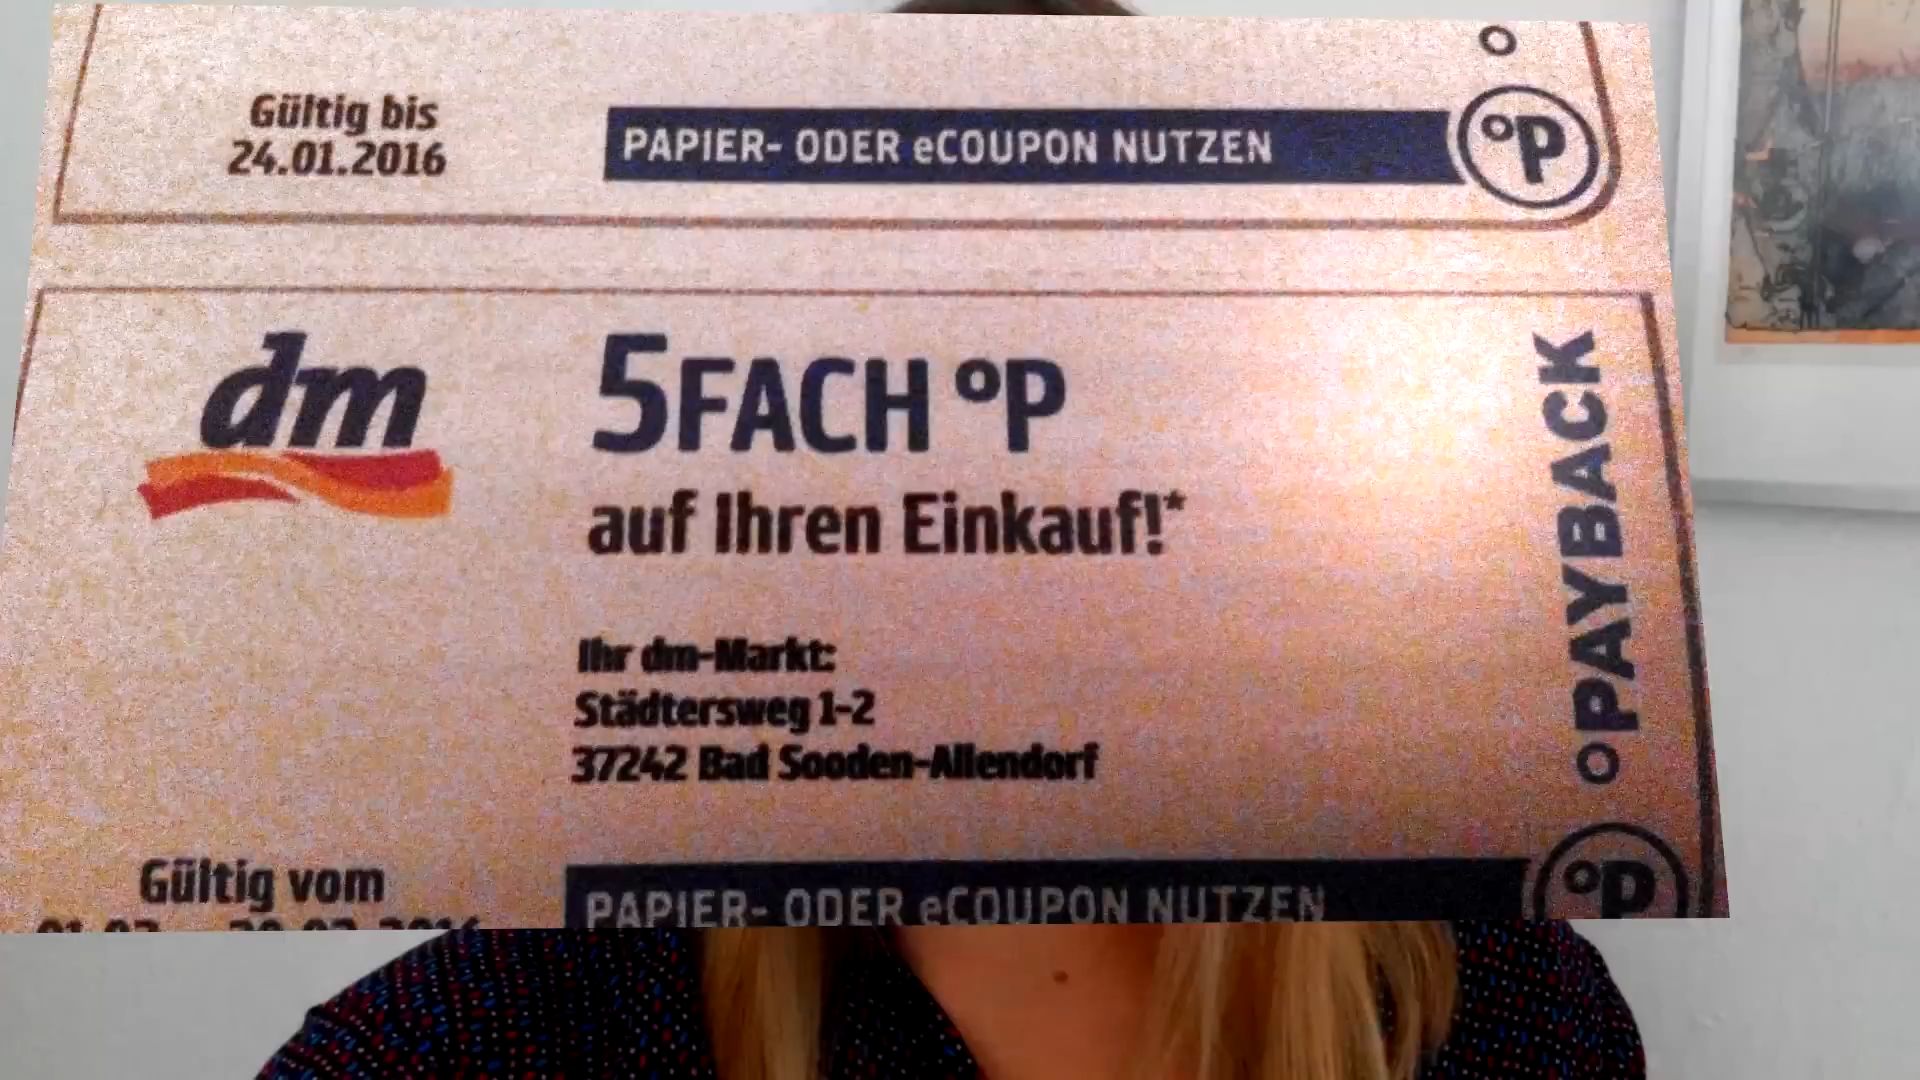 Gültig bis
24.01.2016
PAPIER- ODER eCOUPON NUTZEN
°P
dm
5FACH °P
auf Ihren Einkauf!*
Ihr dm-Markt:
Städtersweg 1-2
37242 Bad Sooden-Allendorf
°PAYBACK
Gültig vom
PAPIER- ODER eCOUPON NUTZEN
°P